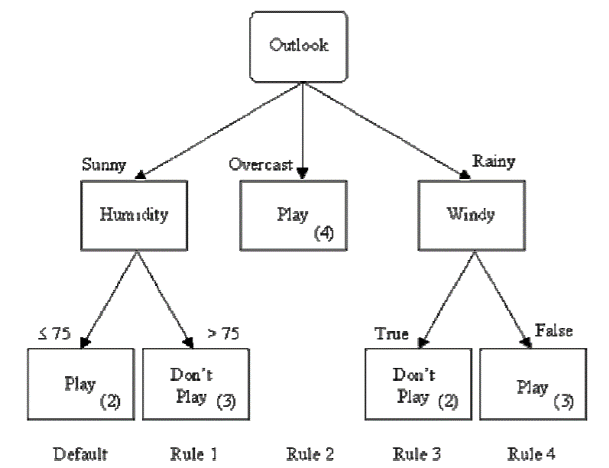 Outlook
Sunny
Overcast
Rainy
Humidity
Play
(4)
Windy
≤ 75
> 75
True
False
Play
(2)
Don't
Play (3)
Don't
Play (2)
Play
(3)
Default Rule 1 Rule 2 Rule 3 Rule 4